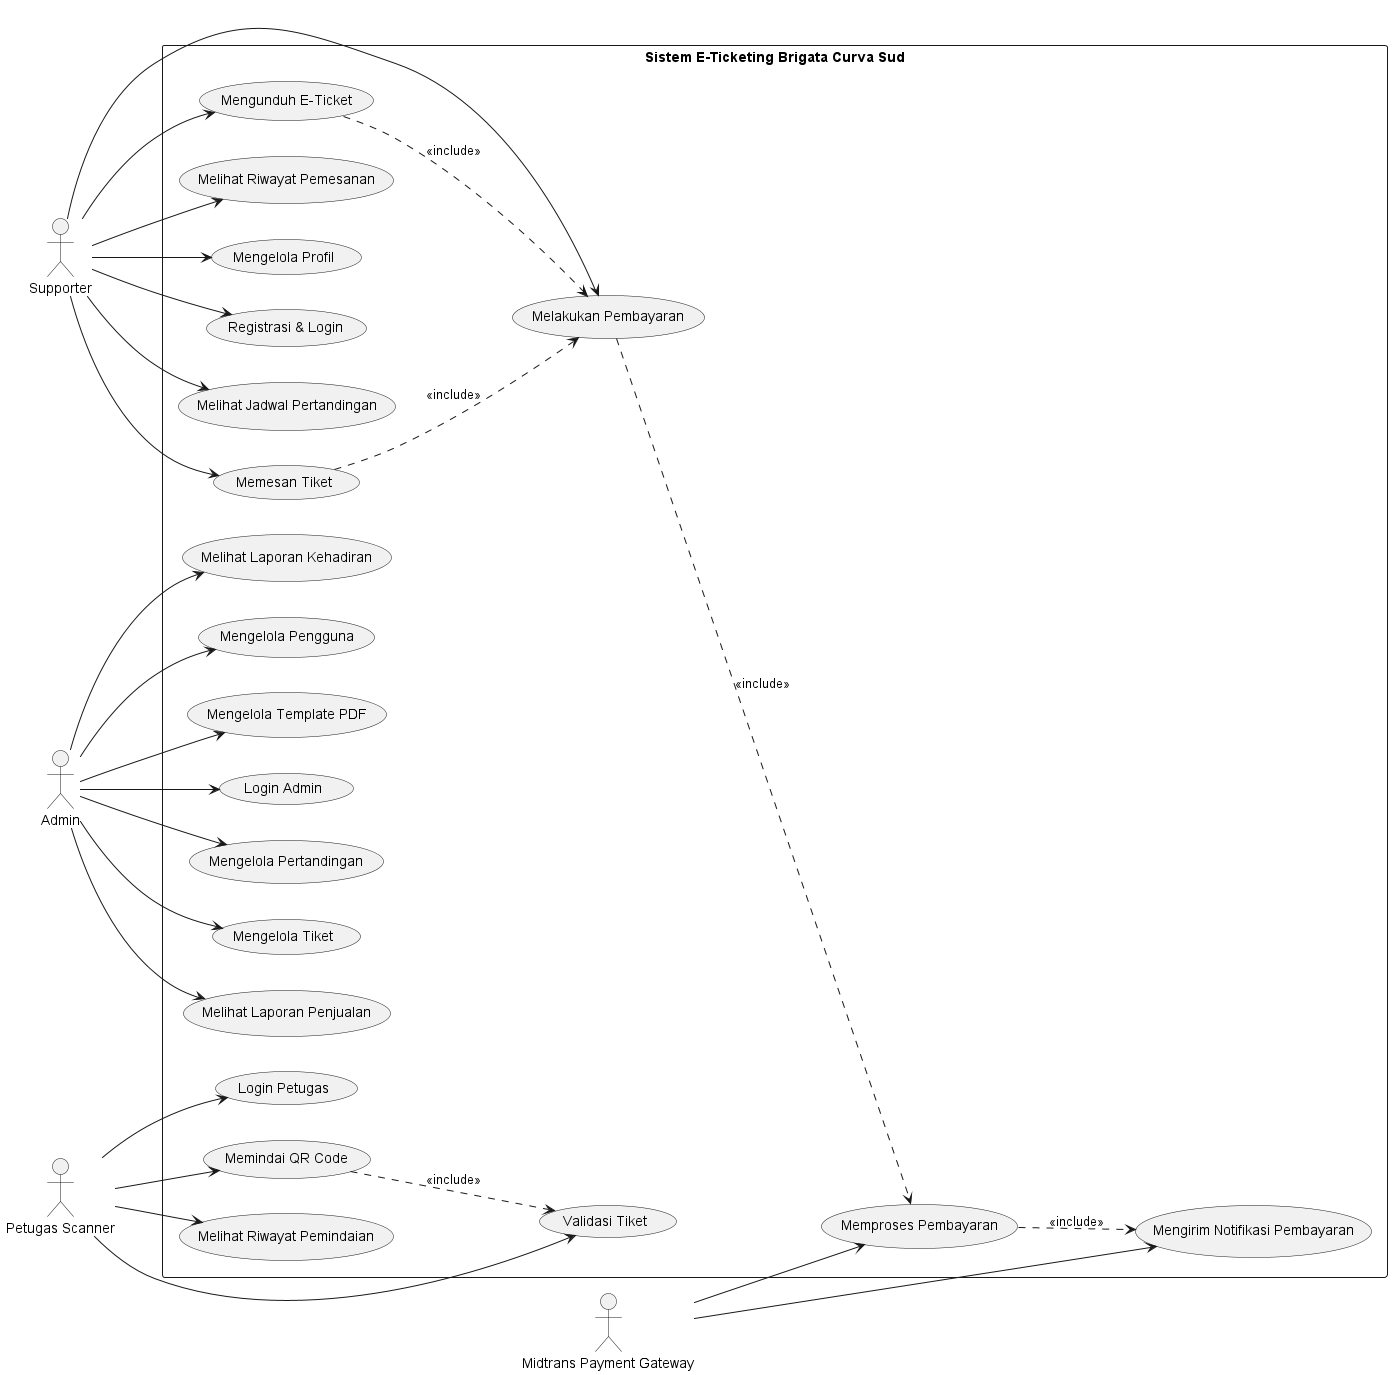 Sistem E-Ticketing Brigata Curva Sud
Mengunduh E-Ticket
«include»
Melihat Riwayat Pemesanan
Mengelola Profil
Supporter
Registrasi & Login
Melakukan Pembayaran
Melihat Jadwal Pertandingan
«include»
Memesan Tiket
Melihat Laporan Kehadiran
Mengelola Pengguna
«include»
Mengelola Template PDF
Login Admin
Admin
Mengelola Pertandingan
Mengelola Tiket
Melihat Laporan Penjualan
Login Petugas
Memindai QR Code
«include»
Petugas Scanner
Validasi Tiket
Melihat Riwayat Pemindaian
Memproses Pembayaran
«include»
Mengirim Notifikasi Pembayaran
Midtrans Payment Gateway